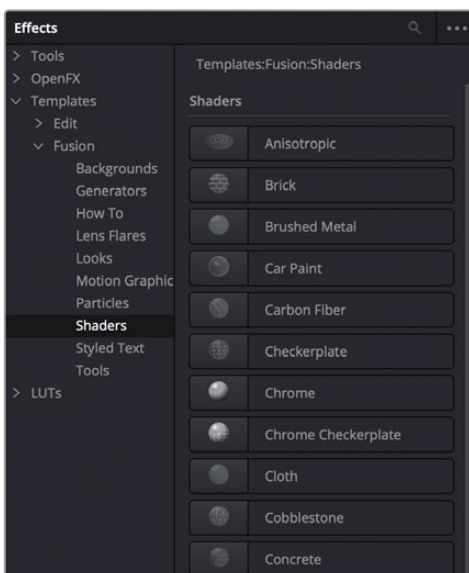 Effects
Tools
OpenFX
Templates
Edit
Fusion
Backgrounds
Generators
How To
Lens Flares
Looks
Motion Graphic
Particles
Shaders
Styled Text
Tools
LUTs
Templates:Fusion:Shaders
Shaders
Anisotropic
Brick
Brushed Metal
Car Paint
Carbon Fiber
Checkerplate
Chrome
Chrome Checkerplate
Cloth
Cobblestone
Concrete